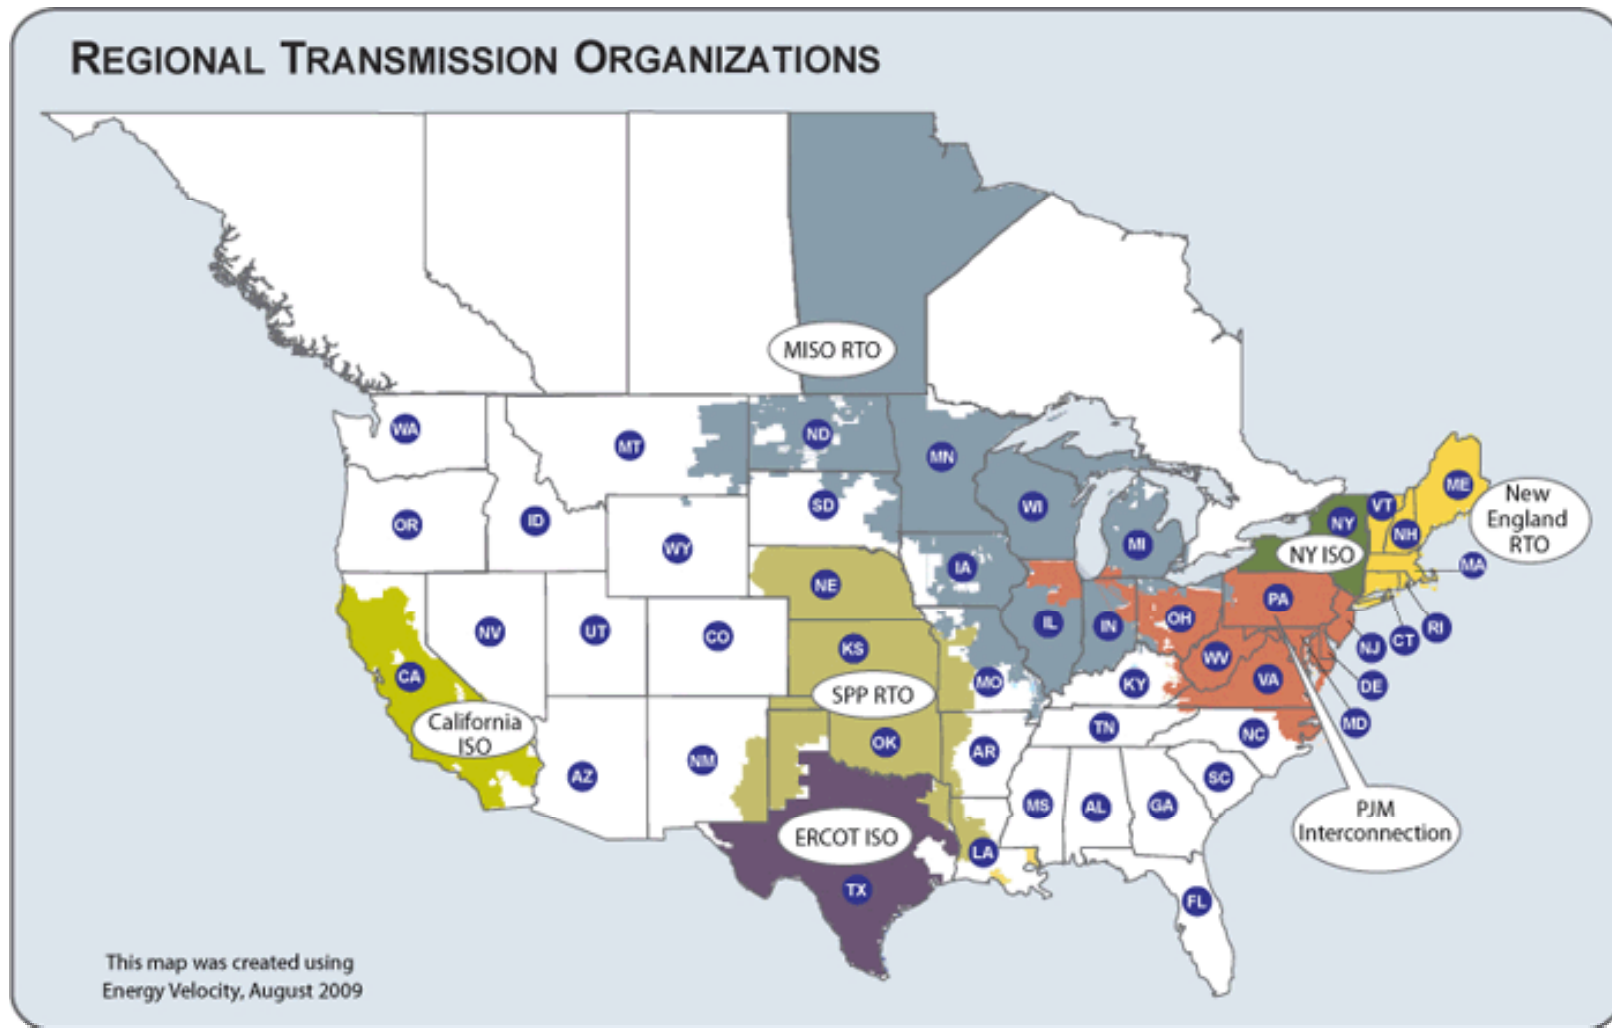 REGIONAL TRANSMISSION ORGANIZATIONS
MISO RTO
WA
MT
ND
MN
OR
ID
SD
WI
MI
NY
VT
NH
ME
New
England
RTO
WY
IA
NY ISO
MA
NE
PA
CA
NV
UT
CO
KS
IL
IN
OH
WV
VA
NJ
CT
RI
DE
MD
MO
KY
SPP RTO
California
ISO
AZ
NM
OK
AR
TN
NC
SC
MS
AL
GA
PJM
Interconnection
ERCOT ISO
LA
TX
FL
This map was created using
Energy Velocity, August 2009